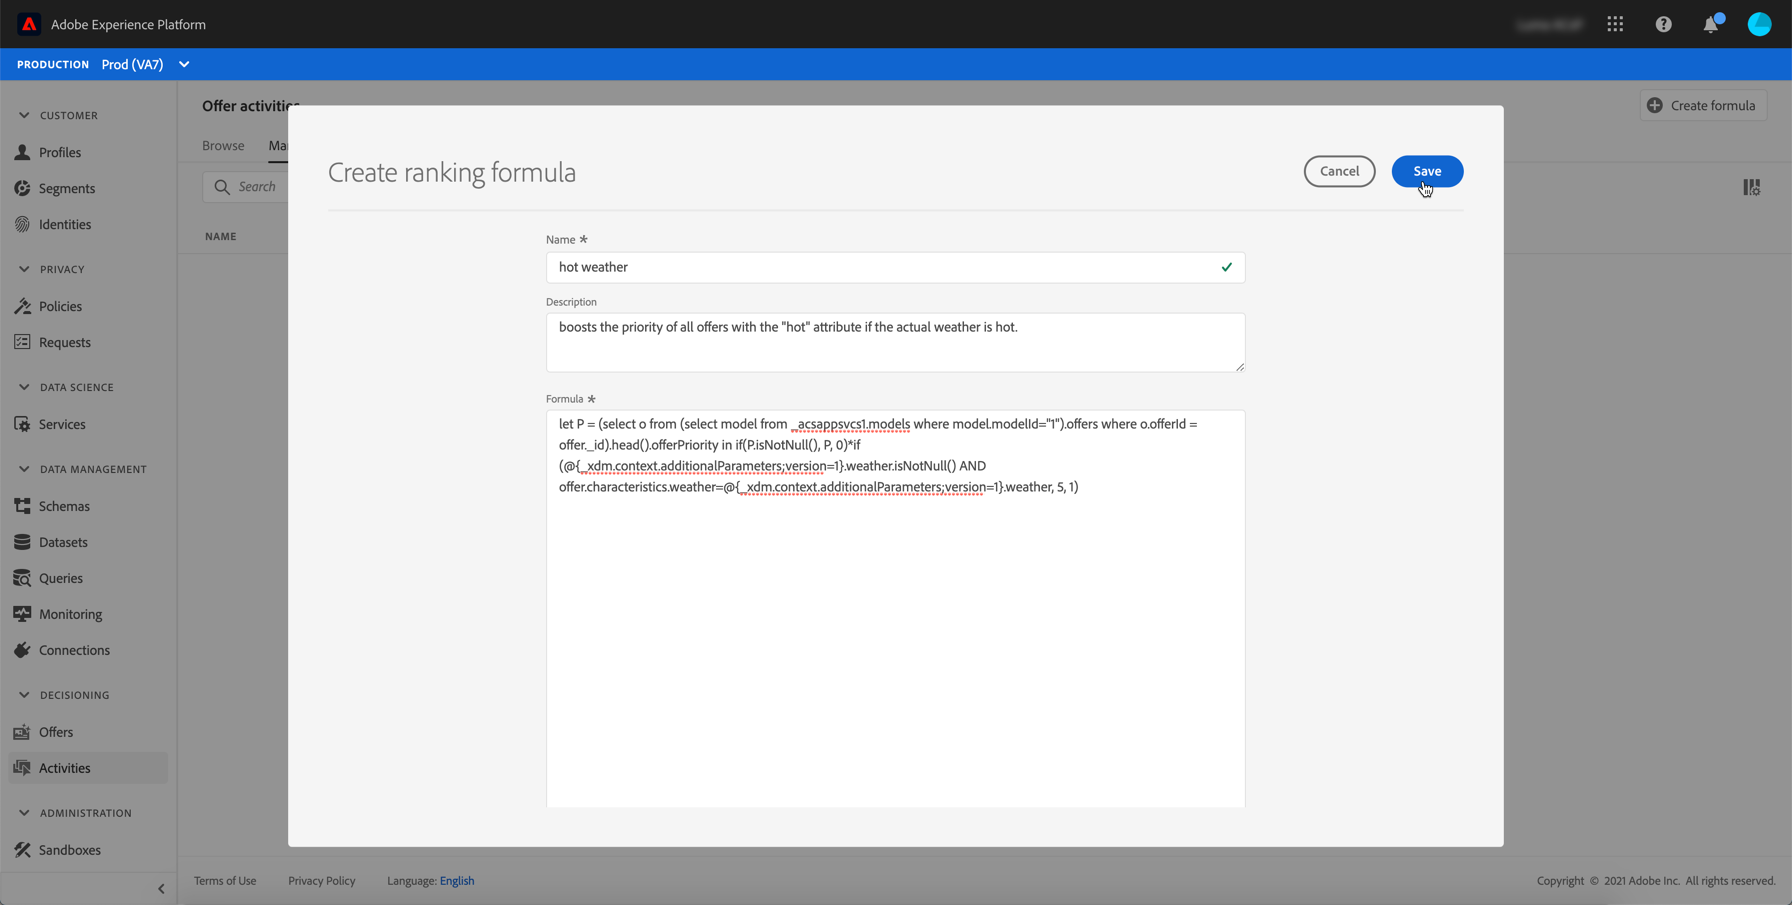 Adobe Experience Platform
PRODUCTION Prod (VA7)
CUSTOMER
Profiles
Segments
Identities
PRIVACY
Policies
Requests
DATA SCIENCE
Services
DATA MANAGEMENT
Schemas
Datasets
Queries
Monitoring
Connections
DECISIONING
Offers
Activities
ADMINISTRATION
Sandboxes
Offer activities
Create formula
Browse
Search
NAME
Create ranking formula
Cancel
Save
Name *
hot weather
Description
boosts the priority of all offers with the "hot" attribute if the actual weather is hot.
Formula *
let P = (select o from (select model from _acsappsvcs1.models where model.modelId="1").offers where o.offerId =
offer._id).head().offerPriority in if(P.isNotNull(), P, 0)*if
(@{_xdm.context.additionalParameters;version=1}.weather.isNotNull() AND
offer.characteristics.weather=@{_xdm.context.additionalParameters;version=1}.weather, 5, 1)
Terms of Use Privacy Policy Language: English
Copyright © 2021 Adobe Inc. All rights reserved.